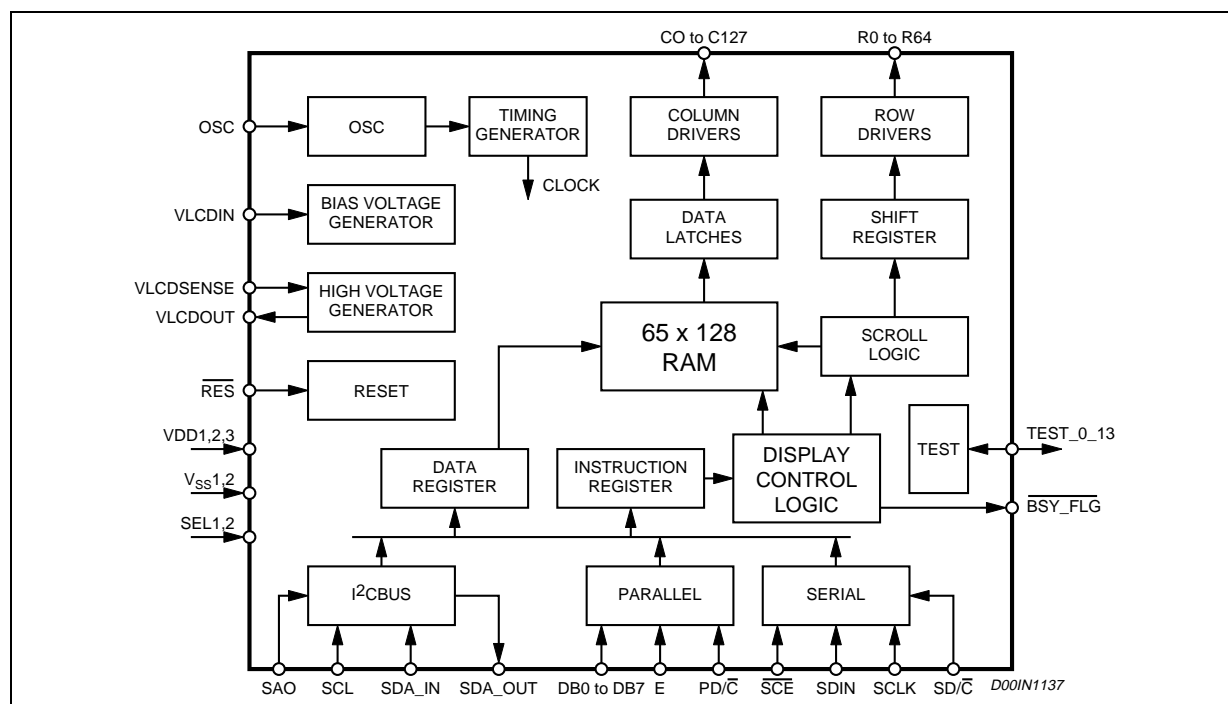 CO to C127
R0 to R64
OSC
OSC
TIMING
GENERATOR
COLUMN
DRIVERS
ROW
DRIVERS
CLOCK
VLCDIN
BIAS VOLTAGE
GENERATOR
DATA
LATCHES
SHIFT
REGISTER
VLCDSENSE
VLCDOUT
HIGH VOLTAGE
GENERATOR
65 x 128
RAM
SCROLL
LOGIC
R̅E̅S̅
RESET
VDD1,2,3
VSS1,2
SEL1,2
DATA
REGISTER
INSTRUCTION
REGISTER
DISPLAY
CONTROL
LOGIC
TEST
TEST_0_13
B̅S̅Y̅_̅F̅L̅G̅
I²CBUS
PARALLEL
SERIAL
SAO
SCL
SDA_IN
SDA_OUT
DB0 to DB7
E
PD/C̅
S̅C̅E̅
SDIN
SCLK
SD/C̅
D00IN1137